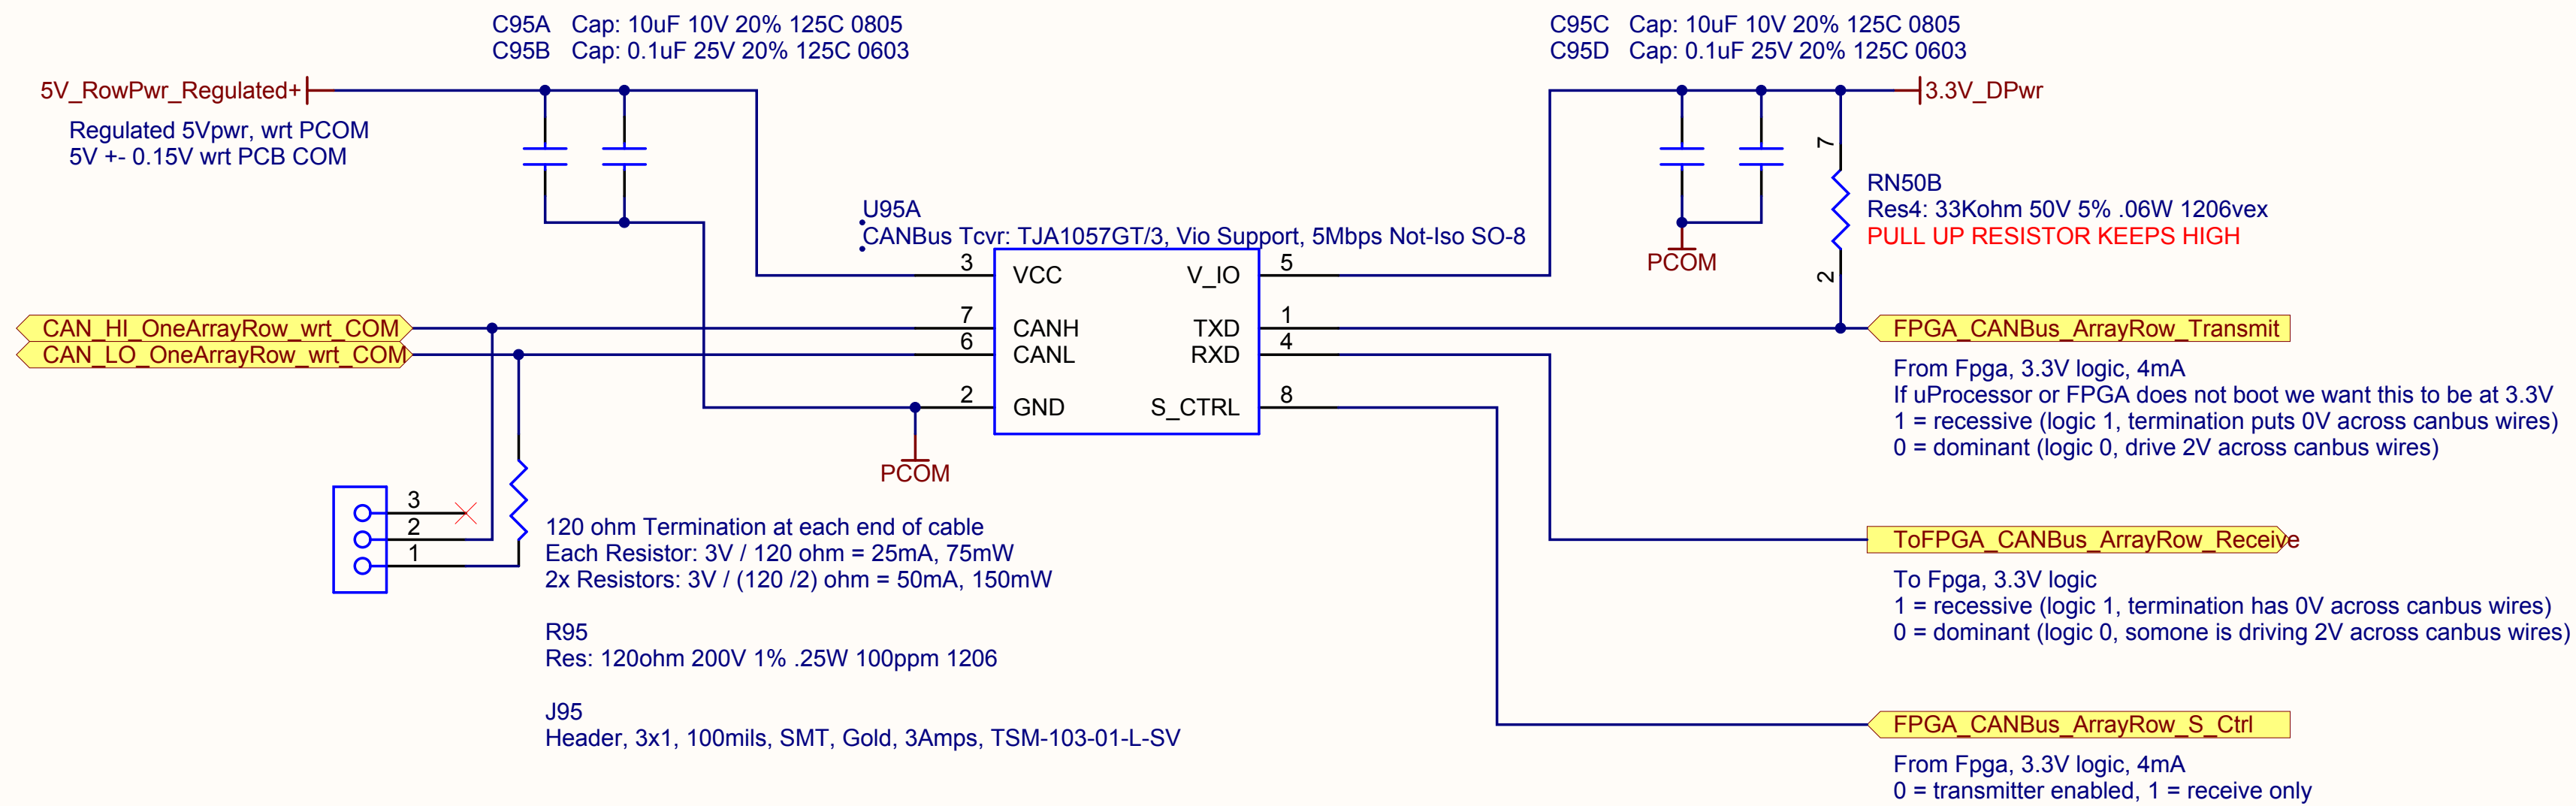 C95A Cap: 10uF 10V 20% 125C 0805
C95B Cap: 0.1uF 25V 20% 125C 0603
C95C Cap: 10uF 10V 20% 125C 0805
C95D Cap: 0.1uF 25V 20% 125C 0603
5V_RowPwr_Regulated+
3.3V_DPwr
Regulated 5Vpwr, wrt PCOM
5V +- 0.15V wrt PCB COM
7
RN50B
Res4: 33Kohm 50V 5% .06W 1206vex
PULL UP RESISTOR KEEPS HIGH
2
PCOM
U95A
CANBus Tcvr: TJA1057GT/3, Vio Support, 5Mbps Not-Iso SO-8
3 VCC V_IO 5
7 CANH TXD 1
6 CANL RXD 4
2 GND S_CTRL 8
PCOM
CAN_HI_OneArrayRow_wrt_COM
CAN_LO_OneArrayRow_wrt_COM
3
2
1
120 ohm Termination at each end of cable
Each Resistor: 3V / 120 ohm = 25mA, 75mW
2x Resistors: 3V / (120 /2) ohm = 50mA, 150mW
R95
Res: 120ohm 200V 1% .25W 100ppm 1206
J95
Header, 3x1, 100mils, SMT, Gold, 3Amps, TSM-103-01-L-SV
FPGA_CANBus_ArrayRow_Transmit
From Fpga, 3.3V logic, 4mA
If uProcessor or FPGA does not boot we want this to be at 3.3V
1 = recessive (logic 1, termination puts 0V across canbus wires)
0 = dominant (logic 0, drive 2V across canbus wires)
ToFPGA_CANBus_ArrayRow_Receive
To Fpga, 3.3V logic
1 = recessive (logic 1, termination has 0V across canbus wires)
0 = dominant (logic 0, somone is driving 2V across canbus wires)
FPGA_CANBus_ArrayRow_S_Ctrl
From Fpga, 3.3V logic, 4mA
0 = transmitter enabled, 1 = receive only